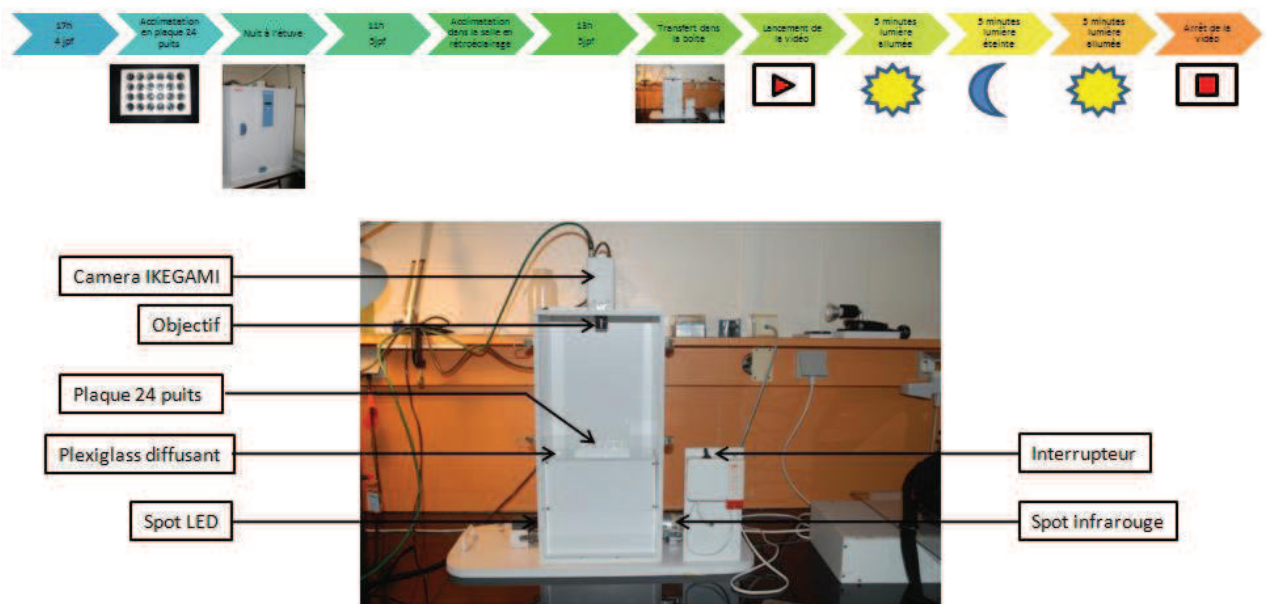 17h
4 jpf
Acclimatation
en plaque 24
puits
Nuit à l'étuve
11h
5jpf
Acclimatation
dans la salle en
rétroéclairage
13h
5jpf
Transfert dans
la boite
Lancement de
la vidéo
5 minutes
lumière
allumée
5 minutes
lumière
éteinte
5 minutes
lumière
allumée
Arrêt de la
vidéo
Camera IKEGAMI
Objectif
Plaque 24 puits
Plexiglass diffusant
Spot LED
Interrupteur
Spot infrarouge